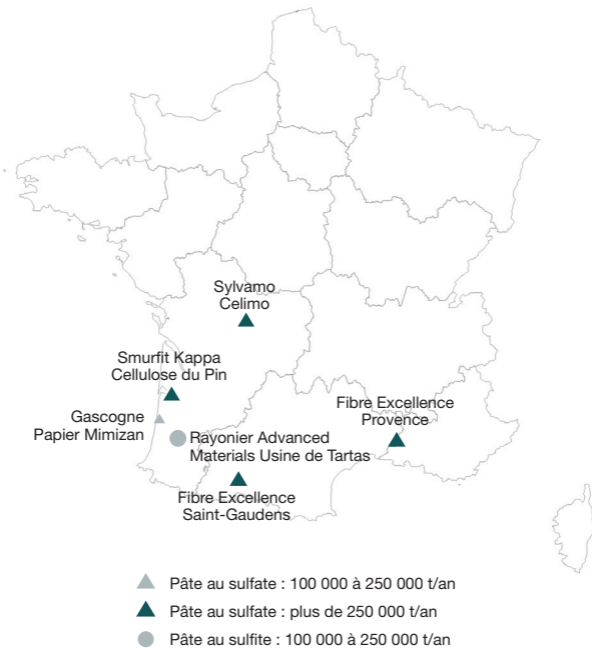 Sylvamo
Celimo
Smurfit Kappa
Cellulose du Pin
Gascogne
Papier Mimizan
Fibre Excellence
Provence
Rayonier Advanced
Materials Usine de Tartas
Fibre Excellence
Saint-Gaudens
Pâte au sulfate : 100 000 à 250 000 t/an
Pâte au sulfate : plus de 250 000 t/an
Pâte au sulfite : 100 000 à 250 000 t/an